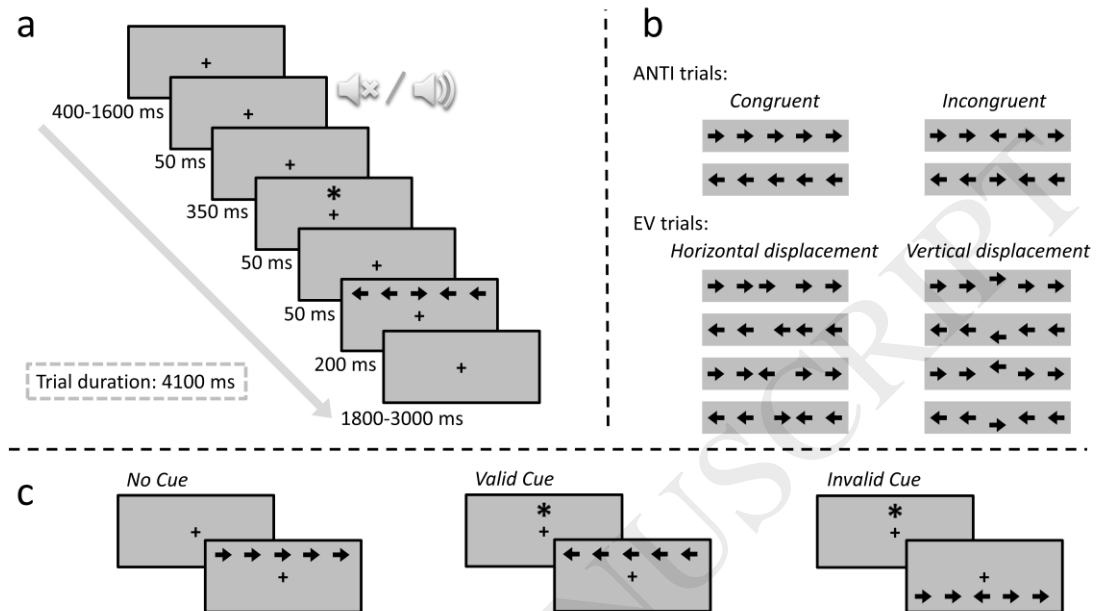 a
400-1600 ms
50 ms
350 ms
50 ms
50 ms
200 ms
1800-3000 ms
Trial duration: 4100 ms
b
ANTI trials:
Congruent Incongruent
EV trials:
Horizontal displacement Vertical displacement
c
No Cue Valid Cue Invalid Cue